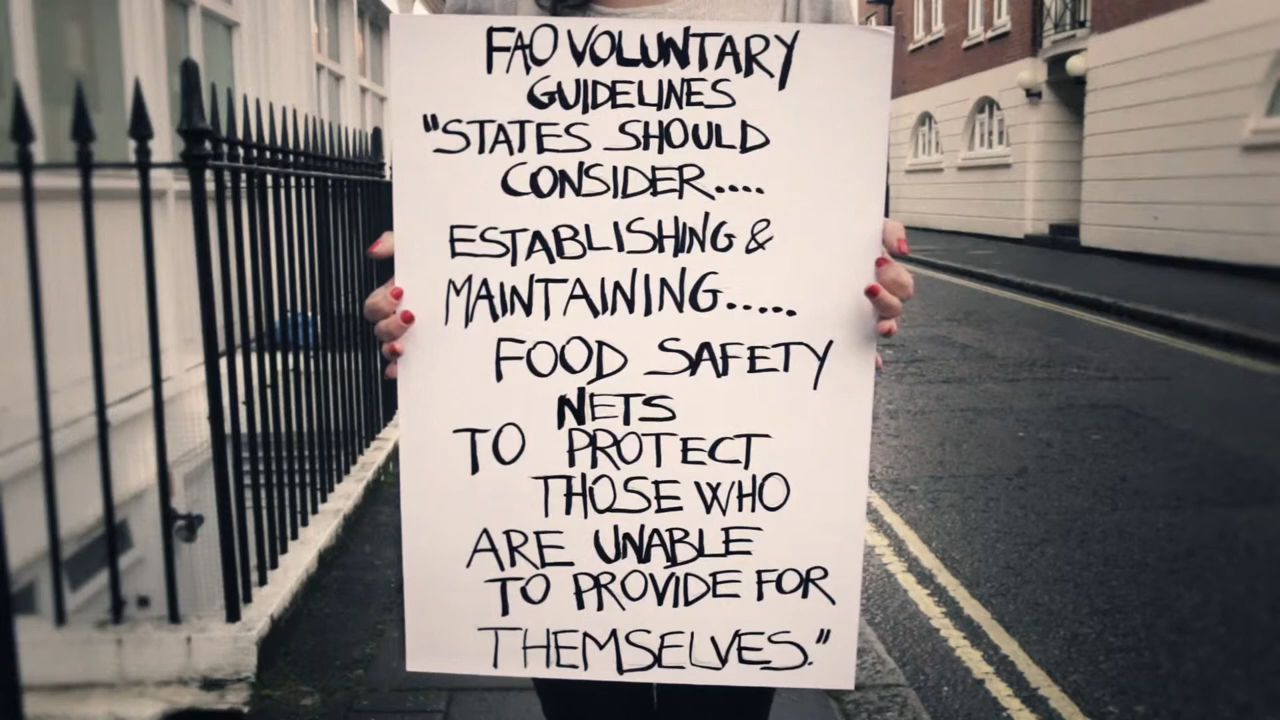 FAO VOLUNTARY
GUIDELINES
"STATES SHOULD
CONSIDER....
ESTABLISHING &
MAINTAINING.....
FOOD SAFETY
NETS
TO PROTECT
THOSE WHO
ARE UNABLE
TO PROVIDE FOR
THEMSELVES."